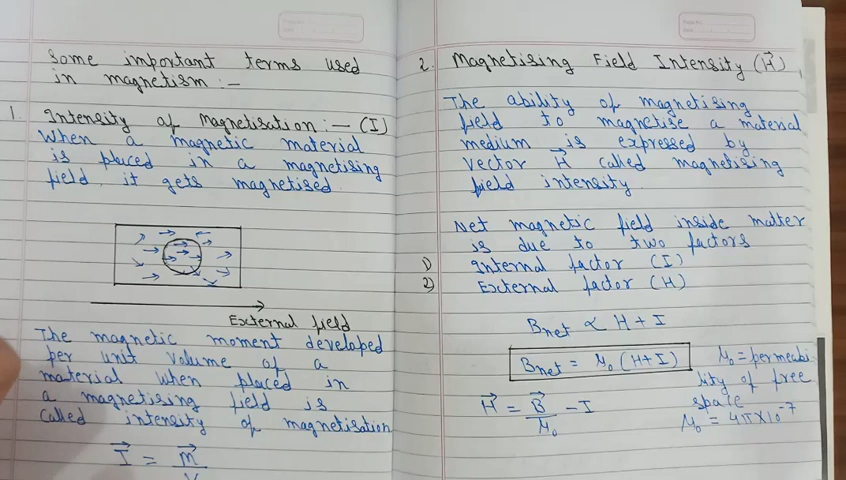 Some important terms used
in magnetism :-
1. Intensity of Magnetisation :- (I)
When a magnetic material
is placed in a magnetising
field, it gets magnetised.
External field
The magnetic moment developed
per unit volume of a
material when placed in
a magnetising field is
called intensity of magnetisation
I⃗ = m⃗ / V
2. Magnetising Field Intensity (H⃗)
The ability of magnetising
field to magnetise a material
medium is expressed by
vector H⃗ called magnetising
field intensity
Net magnetic field inside matter
is due to two factors
1) Internal factor (I)
2) External factor (H)
Bnet ∝ H+I
Bnet = μ₀ (H+I)
μ₀ = permeabi-
lity of free
space
μ₀ = 4π×10⁻⁷
H⃗ = B⃗/μ₀ - I